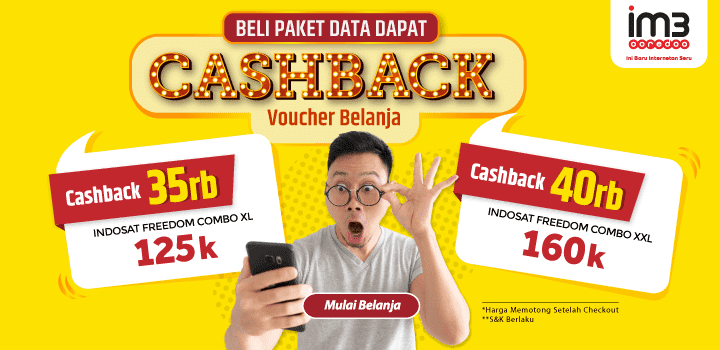 BELI PAKET DATA DAPAT
CASHBACK
Voucher Belanja
im3
ooredoo
Ini Baru Internetan Seru
Cashback 35rb
INDOSAT FREEDOM COMBO XL
125k
Cashback 40rb
INDOSAT FREEDOM COMBO XXL
160k
Mulai Belanja
*Harga Memotong Setelah Checkout
**S&K Berlaku